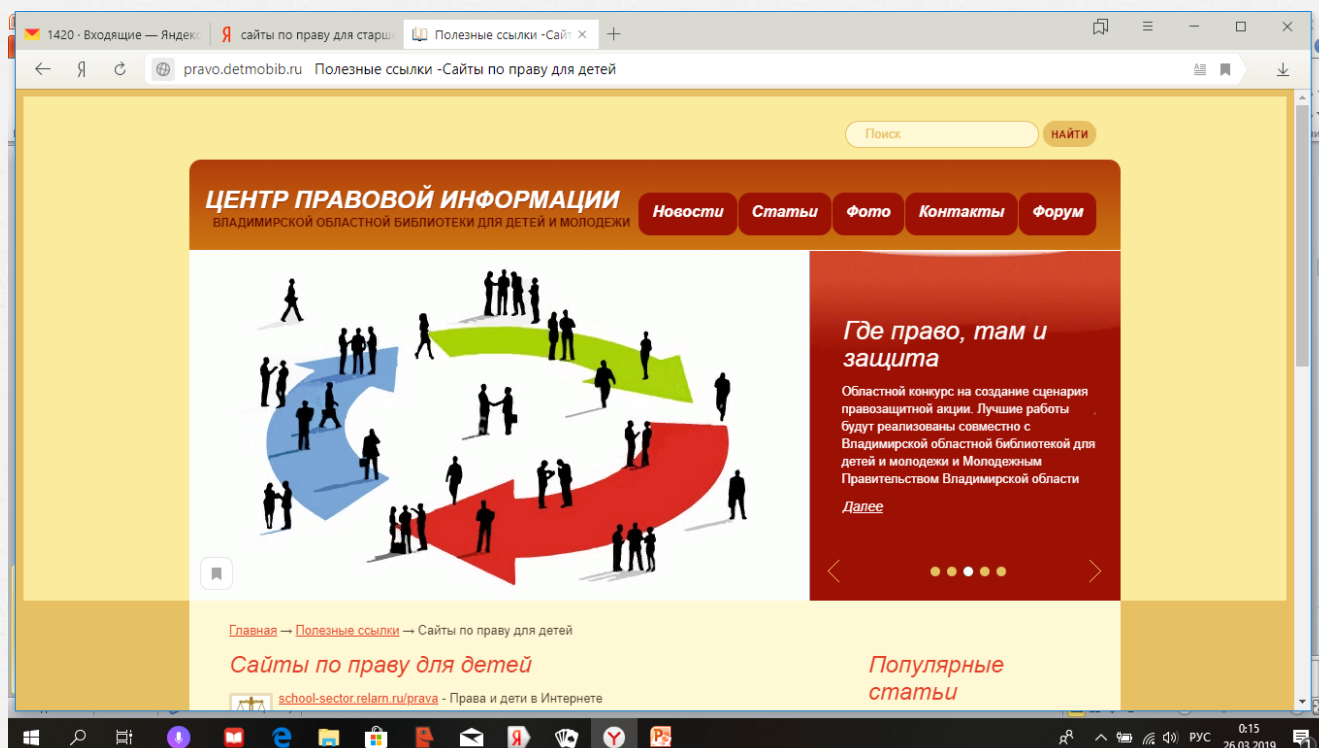 1420 · Входящие — Яндекс
сайты по праву для старше
Полезные ссылки -Сайт
pravo.detmobib.ru Полезные ссылки -Сайты по праву для детей
Поиск
НАЙТИ
ЦЕНТР ПРАВОВОЙ ИНФОРМАЦИИ
ВЛАДИМИРСКОЙ ОБЛАСТНОЙ БИБЛИОТЕКИ ДЛЯ ДЕТЕЙ И МОЛОДЕЖИ
Новости Статьи Фото Контакты Форум
Где право, там и
защита
Областной конкурс на создание сценария
правозащитной акции. Лучшие работы
будут реализованы совместно с
Владимирской областной библиотекой для
детей и молодежи и Молодежным
Правительством Владимирской области
Далее
Главная → Полезные ссылки → Сайты по праву для детей
Сайты по праву для детей
school-sector.relarn.ru/prava - Права и дети в Интернете
Популярные
статьи
РУС
0:15
26.03.2019